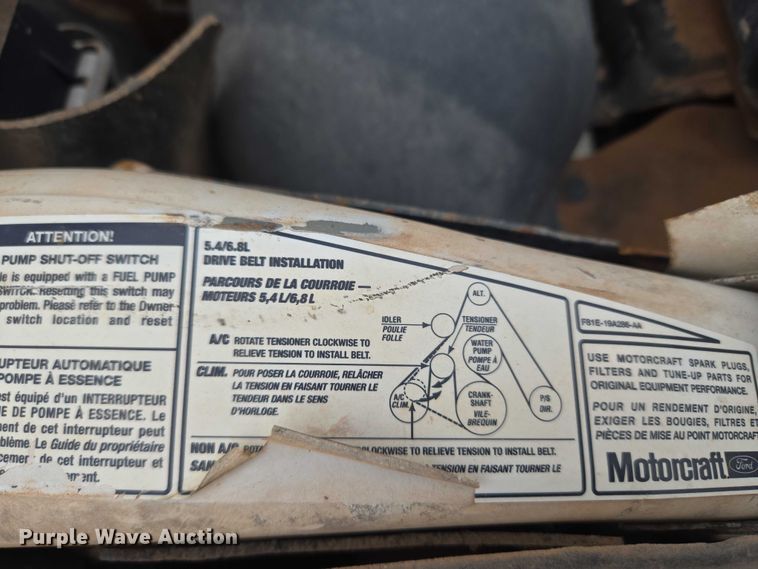 ATTENTION!
PUMP SHUT-OFF SWITCH
le is equipped with a FUEL PUMP
SWITCH. Resetting this switch may
problem. Please refer to the Owner
switch location and reset
RUPTEUR AUTOMATIQUE
POMPE À ESSENCE
est équipé d'un INTERRUPTEUR
UE DE POMPE À ESSENCE. Le
ment de cet interrupteur peut
blème. Le Guide du propriétaire
cemer de cet interrupteur et
ment.
5.4/6.8L
DRIVE BELT INSTALLATION
PARCOURS DE LA COURROIE —
MOTEURS 5,4 L/6,8 L
A/C ROTATE TENSIONER CLOCKWISE TO
RELIEVE TENSION TO INSTALL BELT.
CLIM. POUR POSER LA COURROIE, RELÂCHER
LA TENSION EN FAISANT TOURNER LE
TENDEUR DANS LE SENS
D'HORLOGE.
NON A/C ROTA
CLOCKWISE TO RELIEVE TENSION TO INSTALL BELT.
SAN
TENSION EN FAISANT TOURNER LE
ALT.
IDLER
POULIE
FOLLE
TENSIONER
TENDEUR
WATER
PUMP
POMPE
À EAU
A/C
CLIM.
CRANK-
SHAFT
VILE-
BREQUIN
P/S
DIR.
F81E-19A286-AA
USE MOTORCRAFT SPARK PLUGS,
FILTERS AND TUNE-UP PARTS FOR
ORIGINAL EQUIPMENT PERFORMANCE.
POUR UN RENDEMENT D'ORIGINE,
EXIGER LES BOUGIES, FILTRES ET
PIÈCES DE MISE AU POINT MOTORCRAFT
Motorcraft
Ford
Purple Wave Auction